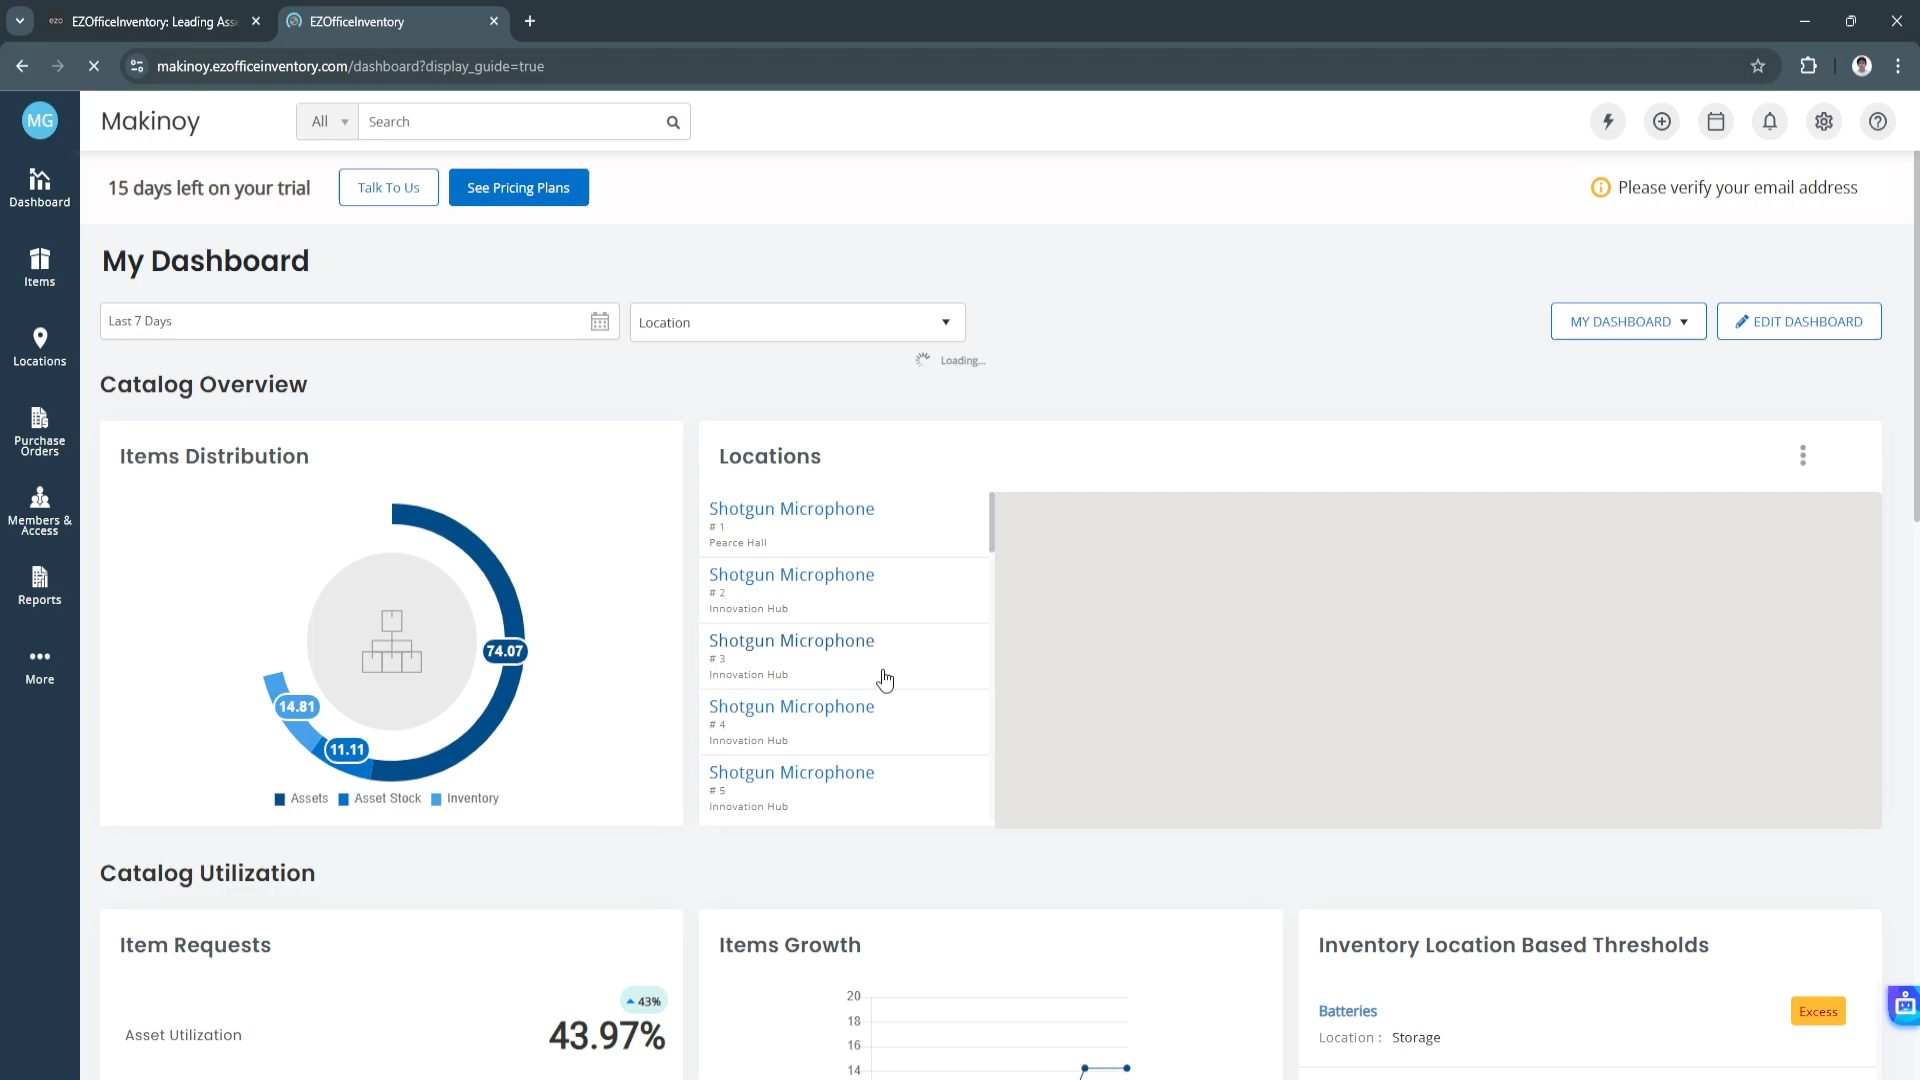 EZOfficeInventory: Leading Ass
EZOfficeInventory
makinoy.ezofficeinventory.com/dashboard?display_guide=true
MG
Makinoy
All
Search
15 days left on your trial
Talk To Us
See Pricing Plans
Please verify your email address
Dashboard
Items
Locations
Purchase
Orders
Members &
Access
Reports
More
My Dashboard
Last 7 Days
Location
MY DASHBOARD
EDIT DASHBOARD
Loading...
Catalog Overview
Items Distribution
74.07
14.81
11.11
Assets
Asset Stock
Inventory
Locations
Shotgun Microphone
# 1
Pearce Hall
Shotgun Microphone
# 2
Innovation Hub
Shotgun Microphone
# 3
Innovation Hub
Shotgun Microphone
# 4
Innovation Hub
Shotgun Microphone
# 5
Innovation Hub
Catalog Utilization
Item Requests
43%
Asset Utilization
43.97%
Items Growth
20
18
16
14
Inventory Location Based Thresholds
Batteries
Excess
Location : Storage